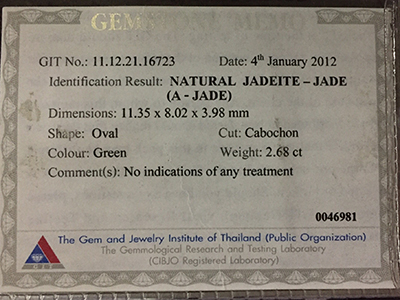 GEMMOLOGY MEMO
GIT No.: 11.12.21.16723 Date: 4th January 2012
Identification Result: NATURAL JADEITE – JADE
(A - JADE)
Dimensions: 11.35 x 8.02 x 3.98 mm
Shape: Oval Cut: Cabochon
Colour: Green Weight: 2.68 ct
Comment(s): No indications of any treatment
0046981
GIT
The Gem and Jewelry Institute of Thailand (Public Organization)
The Gemmological Research and Testing Laboratory
(CIBJO Registered Laboratory)